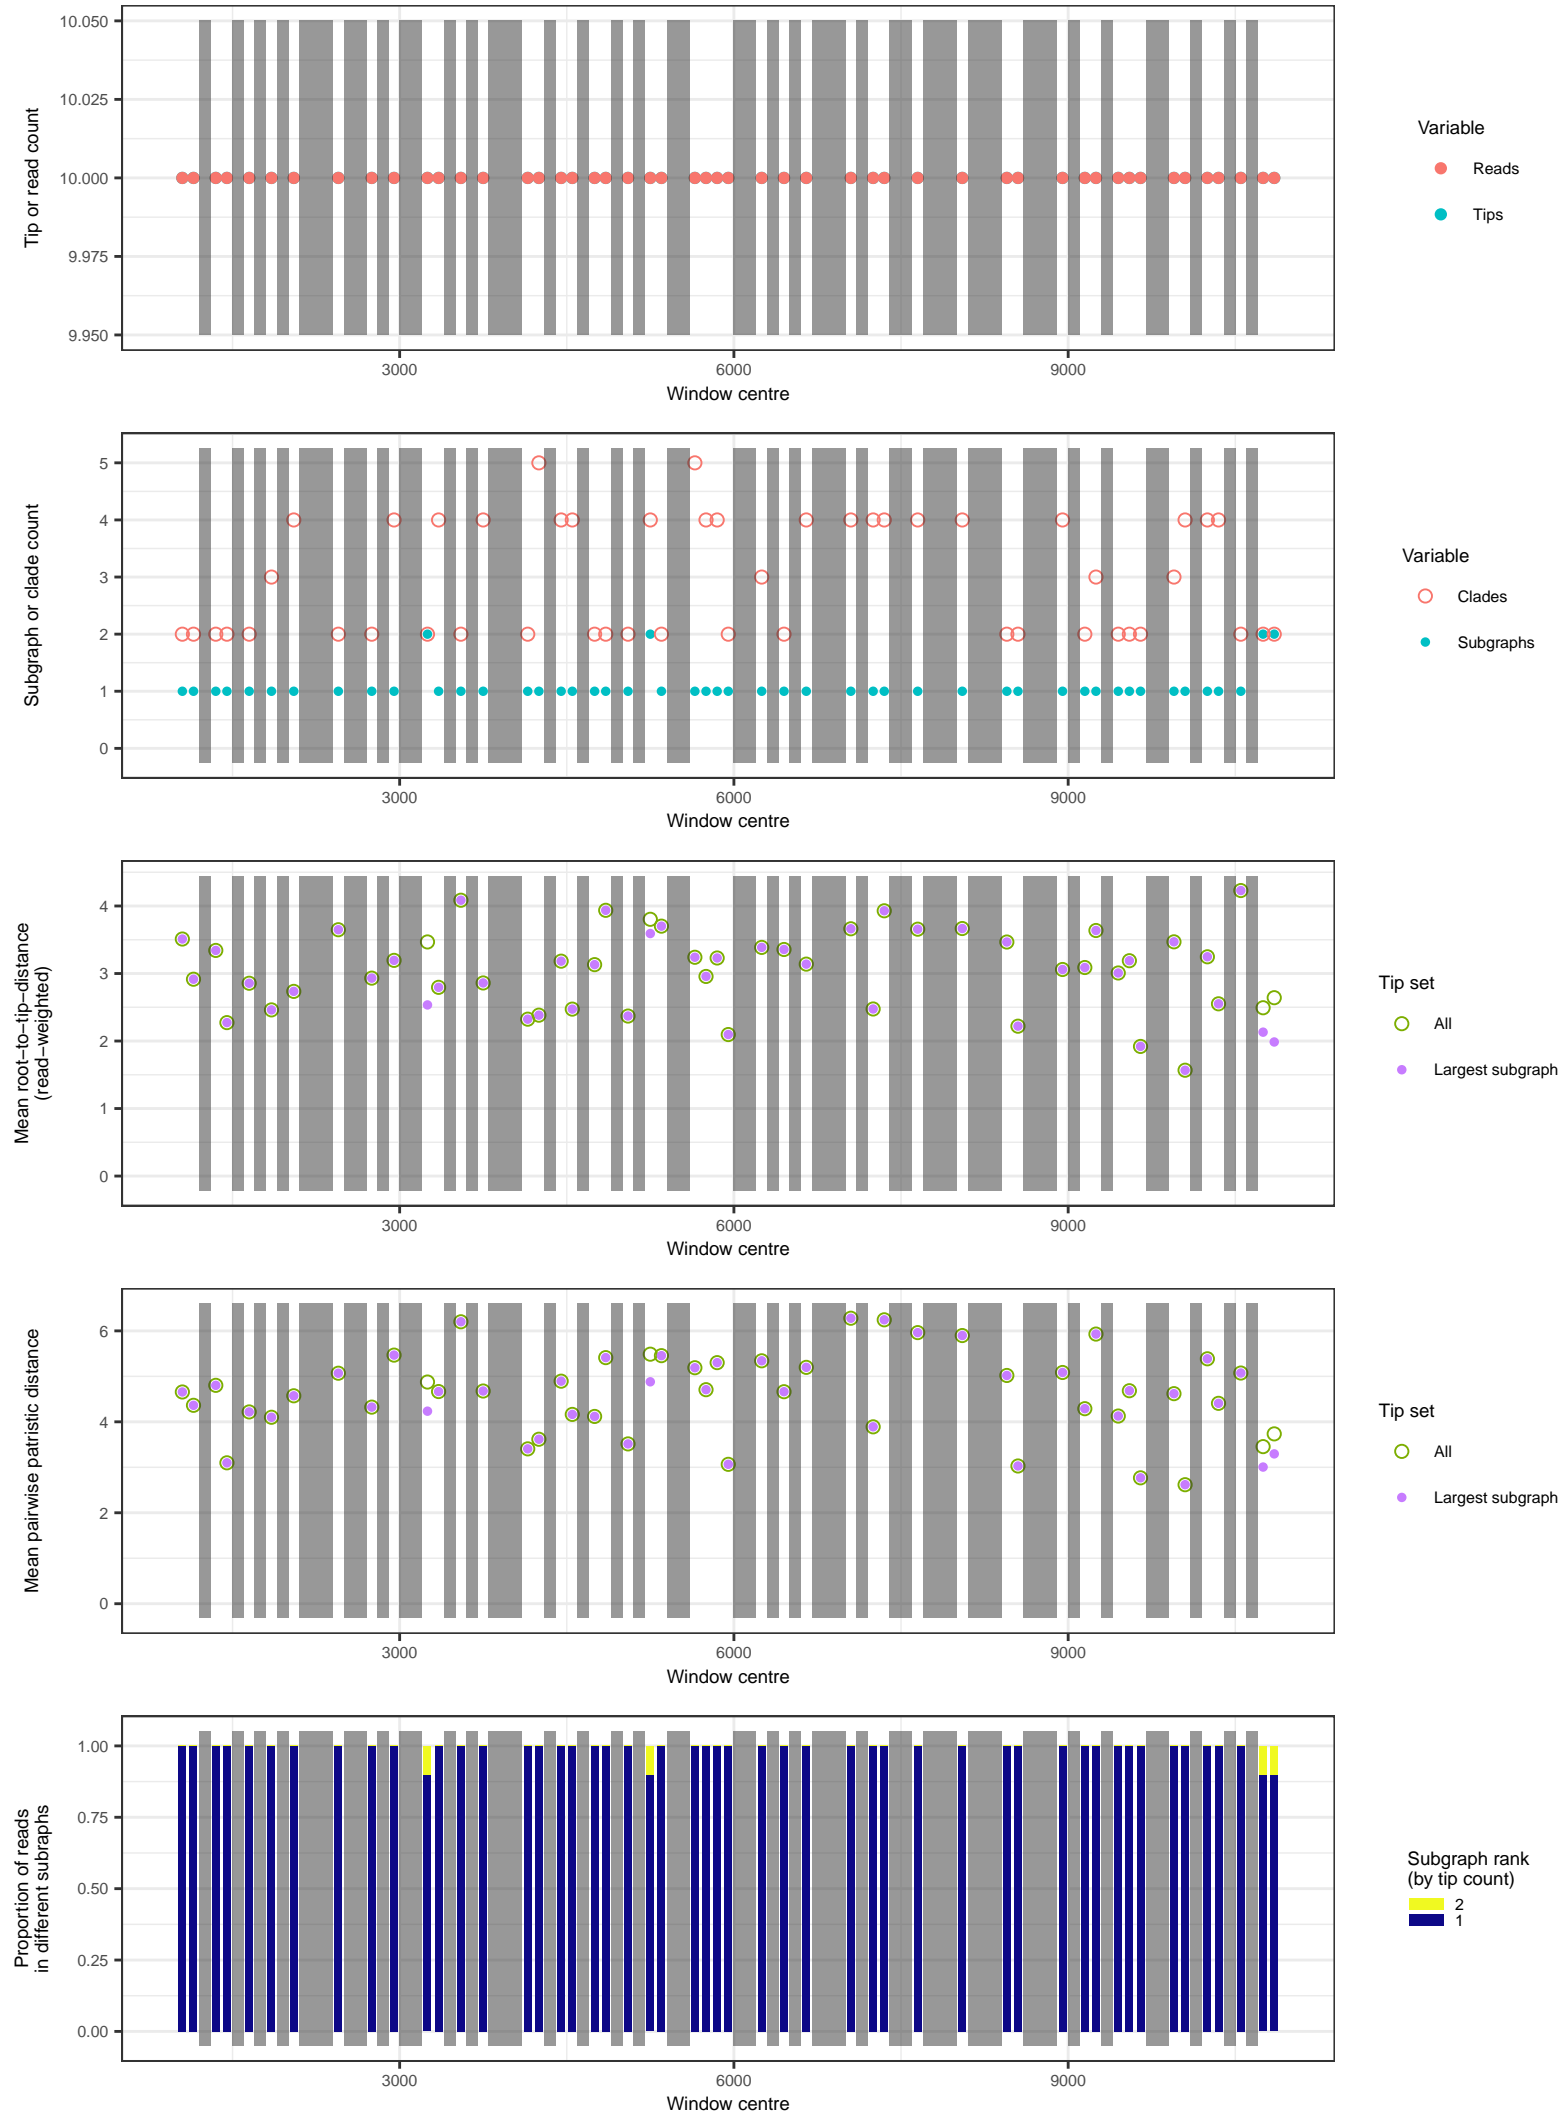 10.050
10.025
10.000
9.975
9.950
Tip or read count
3000
6000
9000
Window centre
Variable
Reads
Tips
5
4
3
2
1
0
Subgraph or clade count
3000
6000
9000
Window centre
Variable
Clades
Subgraphs
4
3
2
1
0
Mean root−to−tip−distance
(read−weighted)
3000
6000
9000
Window centre
Tip set
All
Largest subgraph
6
4
2
0
Mean pairwise patristic distance
3000
6000
9000
Window centre
Tip set
All
Largest subgraph
1.00
0.75
0.50
0.25
0.00
Proportion of reads
in different subraphs
3000
6000
9000
Window centre
Subgraph rank
(by tip count)
2
1